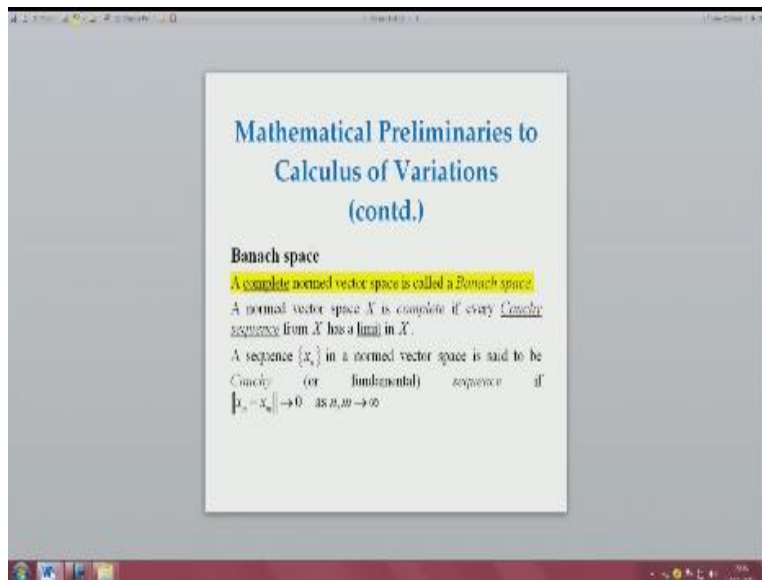 Mathematical Preliminaries to
Calculus of Variations
(contd.)
Banach space
A complete normed vector space is called a Banach space.
A normed vector space X is complete if every Cauchy
sequence from X has a limit in X .
A sequence {xₙ} in a normed vector space is said to be
Cauchy (or fundamental) sequence if
‖xₙ − xₘ‖ → 0 as n,m → ∞